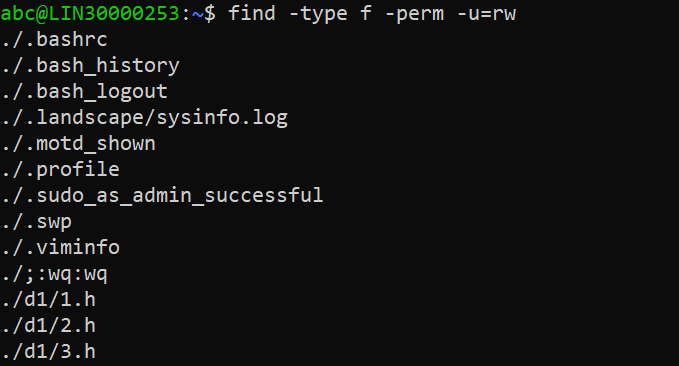 abc@LIN30000253:~$ find -type f -perm -u=rw
./.bashrc
./.bash_history
./.bash_logout
./.landscape/sysinfo.log
./.motd_shown
./.profile
./.sudo_as_admin_successful
./.swp
./.viminfo
./;:wq:wq
./d1/1.h
./d1/2.h
./d1/3.h